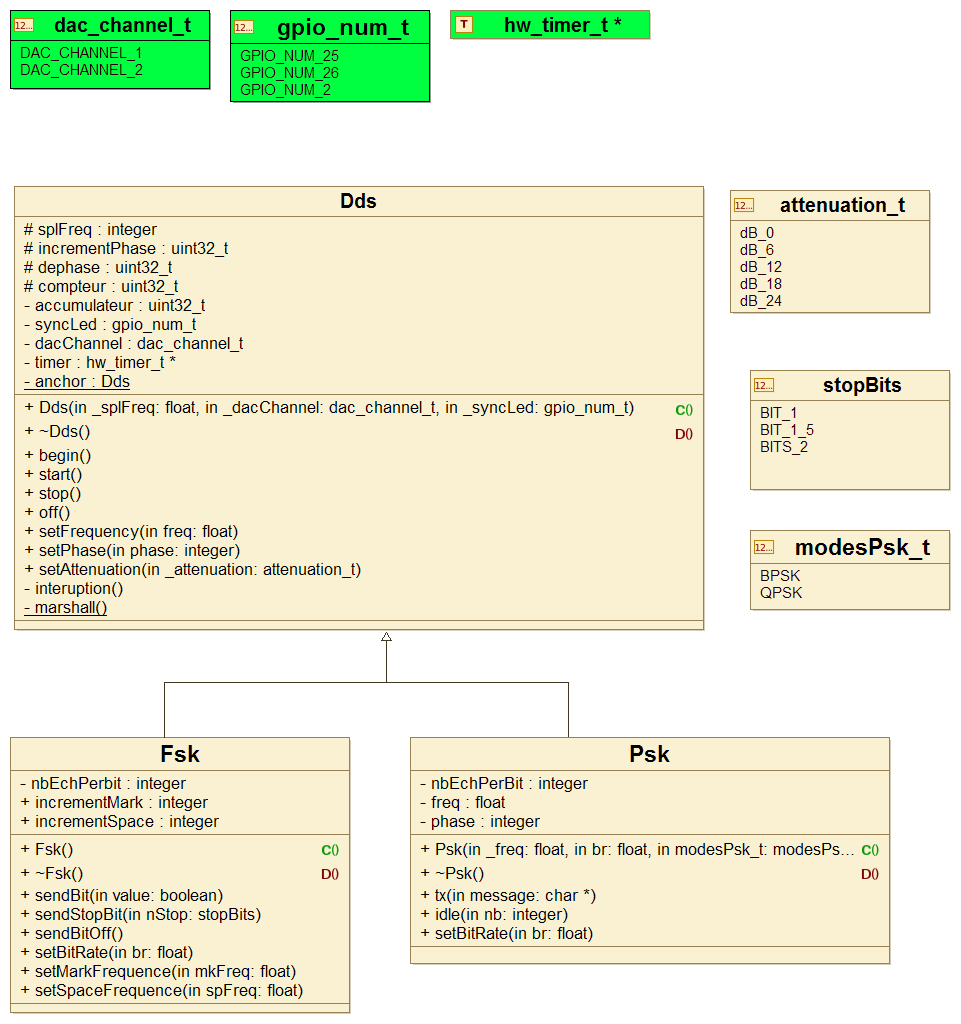 12... dac_channel_t
DAC_CHANNEL_1
DAC_CHANNEL_2
12... gpio_num_t
GPIO_NUM_25
GPIO_NUM_26
GPIO_NUM_2
T hw_timer_t *
Dds
# splFreq : integer
# incrementPhase : uint32_t
# dephase : uint32_t
# compteur : uint32_t
- accumulateur : uint32_t
- syncLed : gpio_num_t
- dacChannel : dac_channel_t
- timer : hw_timer_t *
- anchor : Dds
+ Dds(in _splFreq: float, in _dacChannel: dac_channel_t, in _syncLed: gpio_num_t) C()
+ ~Dds() D()
+ begin()
+ start()
+ stop()
+ off()
+ setFrequency(in freq: float)
+ setPhase(in phase: integer)
+ setAttenuation(in _attenuation: attenuation_t)
- interuption()
- marshall()
12... attenuation_t
dB_0
dB_6
dB_12
dB_18
dB_24
12... stopBits
BIT_1
BIT_1_5
BITS_2
12... modesPsk_t
BPSK
QPSK
Fsk
- nbEchPerbit : integer
+ incrementMark : integer
+ incrementSpace : integer
+ Fsk() C()
+ ~Fsk() D()
+ sendBit(in value: boolean)
+ sendStopBit(in nStop: stopBits)
+ sendBitOff()
+ setBitRate(in br: float)
+ setMarkFrequence(in mkFreq: float)
+ setSpaceFrequence(in spFreq: float)
Psk
- nbEchPerBit : integer
- freq : float
- phase : integer
+ Psk(in _freq: float, in br: float, in modesPsk_t: modesPs... C()
+ ~Psk() D()
+ tx(in message: char *)
+ idle(in nb: integer)
+ setBitRate(in br: float)